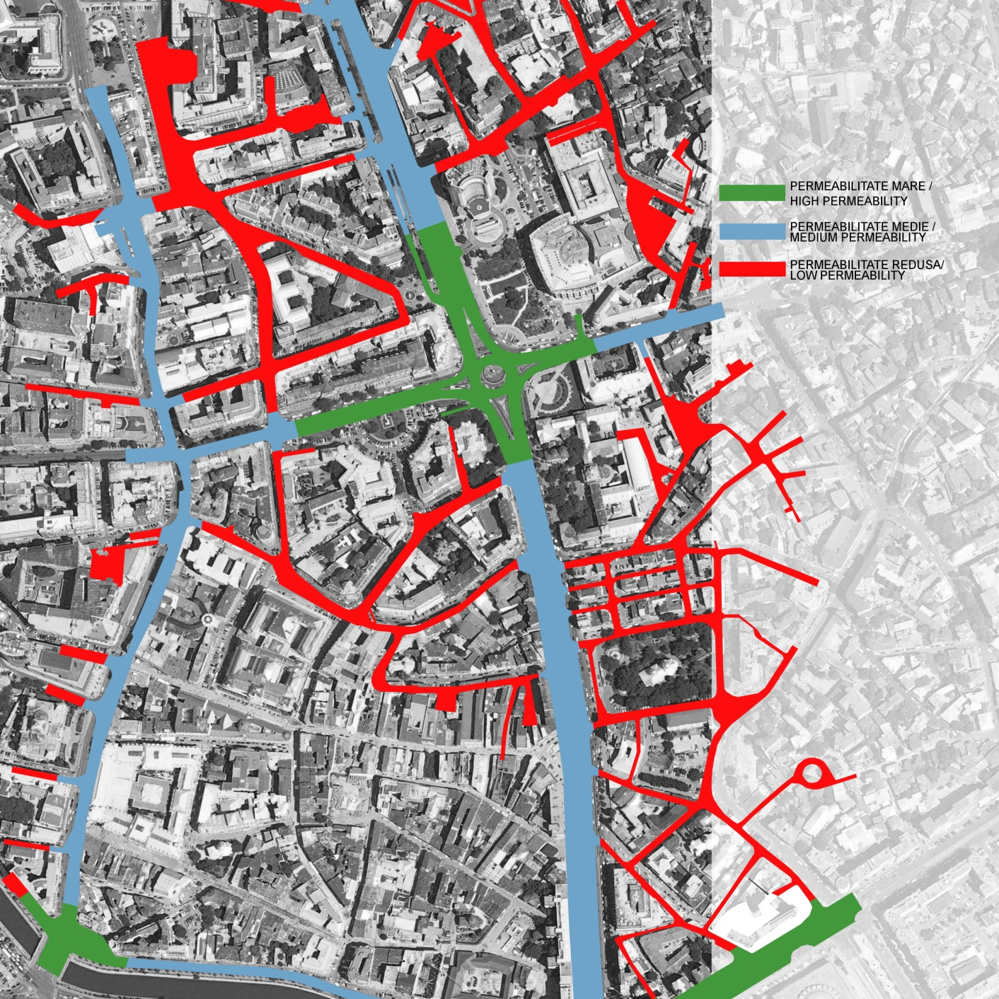 PERMEABILITATE MARE /
HIGH PERMEABILITY
PERMEABILITATE MEDIE /
MEDIUM PERMEABILITY
PERMEABILITATE REDUSA/
LOW PERMEABILITY